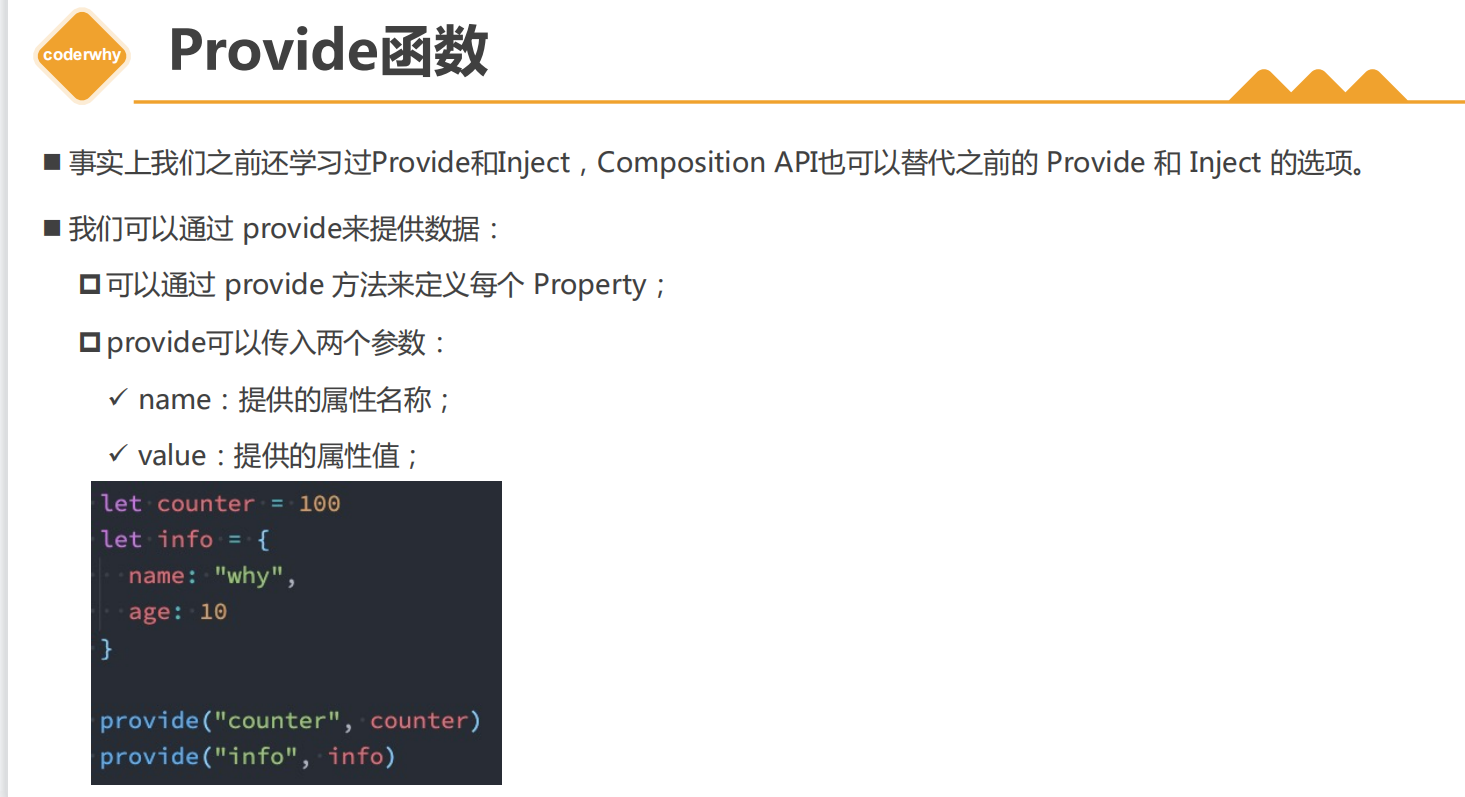 coderwhy
Provide函数
事实上我们之前还学习过Provide和Inject，Composition API也可以替代之前的 Provide 和 Inject 的选项。
我们可以通过 provide来提供数据：
可以通过 provide 方法来定义每个 Property；
provide可以传入两个参数：
name：提供的属性名称；
value：提供的属性值；
let counter = 100
let info = {
  name: "why",
  age: 10
}
provide("counter", counter)
provide("info", info)